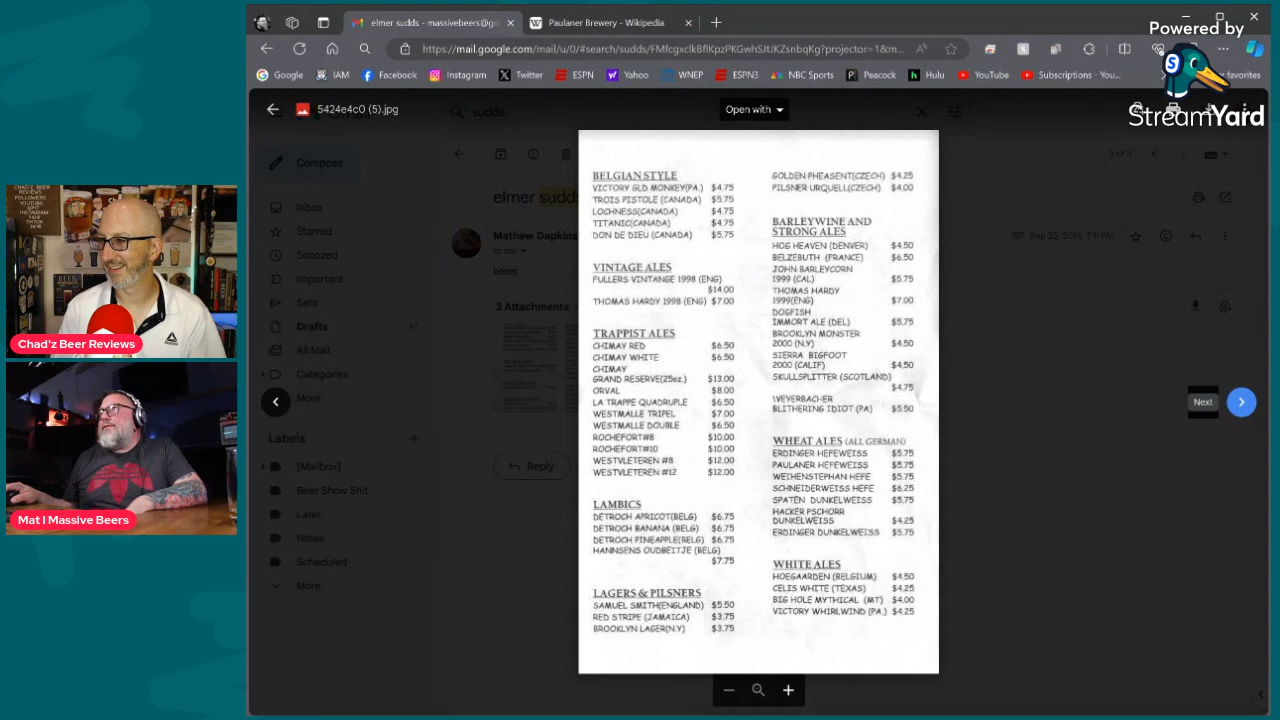 elmer sudds - massivebeers@gm
Paulaner Brewery - Wikipedia
https://mail.google.com/mail/u/0/#search/sudds/FMfcgxclkBflKpzPKGwhSJtJKZsnbqKg?projector=1&m...
Google
IAM
Facebook
Instagram
Twitter
ESPN
Yahoo
WNEP
ESPN3
NBC Sports
Peacock
Hulu
YouTube
Subscriptions - You...
er favorites
Powered by
StreamYard
5424e4c0 (5).jpg
sudds
Open with
Compose
3 of 3
Inbox
Starred
Snoozed
Important
Sent
Drafts
All Mail
Categories
More
Labels
[Mailbox]
Beer Show Shit
Later
Notes
Scheduled
More
elmer sudds
Mathew Dapkins
to me
Sep 25, 2014, 7:11 PM
beers
3 Attachments
Reply
Next
BELGIAN STYLE
VICTORY GLD MONKEY(PA.) $4.75
TROIS PISTOLE (CANADA) $5.75
LOCHNESS(CANADA) $4.75
TITANIC(CANADA) $4.75
DON DE DIEU (CANADA) $5.75
VINTAGE ALES
FULLERS VINTANGE 1998 (ENG)
$14.00
THOMAS HARDY 1998 (ENG) $7.00
TRAPPIST ALES
CHIMAY RED $6.50
CHIMAY WHITE $6.50
CHIMAY
GRAND RESERVE(25oz.) $13.00
ORVAL $8.00
LA TRAPPE QUADRUPLE $6.50
WESTMALLE TRIPEL $7.00
WESTMALLE DOUBLE $6.50
ROCHEFORT#8 $10.00
ROCHEFORT#10 $10.00
WESTVLETEREN #8 $12.00
WESTVLETEREN #12 $12.00
LAMBICS
DETROCH APRICOT(BELG) $6.75
DETROCH BANANA (BELG) $6.75
DETROCH PINEAPPLE(BELG) $6.75
HANNSENS OUDBEITJE (BELG)
$7.75
LAGERS & PILSNERS
SAMUEL SMITH(ENGLAND) $5.50
RED STRIPE (JAMAICA) $3.75
BROOKLYN LAGER(N.Y) $3.75
GOLDEN PHEASENT(CZECH) $4.25
PILSNER URQUELL(CZECH) $4.00
BARLEYWINE AND
STRONG ALES
HOG HEAVEN (DENVER) $4.50
BELZEBUTH (FRANCE) $6.50
JOHN BARLEYCORN
1999 (CAL) $5.75
THOMAS HARDY
1999(ENG) $7.00
DOGFISH
IMMORT ALE (DEL) $5.75
BROOKLYN MONSTER
2000 (N.Y) $4.50
SIERRA BIGFOOT
2000 (CALIF) $4.50
SKULLSPLITTER (SCOTLAND)
$4.75
WEYERBACHER
BLITHERING IDIOT (PA) $5.50
WHEAT ALES (ALL GERMAN)
ERDINGER HEFEWEISS $5.75
PAULANER HEFEWEISS $5.75
WEIHENSTEPHAN HEFE $5.75
SCHNEIDERWEISS HEFE $6.25
SPATEN DUNKELWEISS $5.75
HACKER PSCHORR
DUNKELWEISS $4.25
ERDINGER DUNKELWEISS $5.75
WHITE ALES
HOEGAARDEN (BELGIUM) $4.50
CELIS WHITE (TEXAS) $4.25
BIG HOLE MYTHICAL (MT) $4.00
VICTORY WHIRLWIND (PA.) $4.25
Chad'z Beer Reviews
Mat | Massive Beers